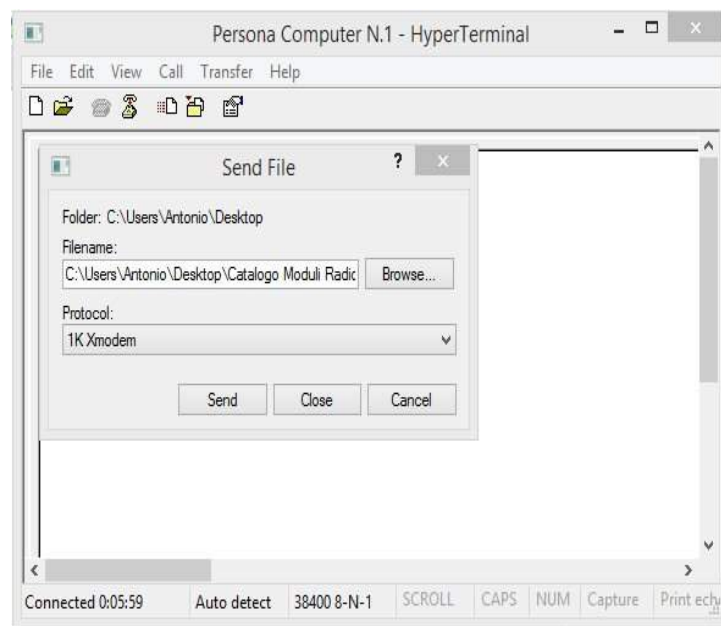 Persona Computer N.1 - HyperTerminal
File Edit View Call Transfer Help
Send File ?
Folder: C:\Users\Antonio\Desktop
Filename:
C:\Users\Antonio\Desktop\Catalogo Moduli Radic Browse...
Protocol:
1K Xmodem
Send Close Cancel
Connected 0:05:59 Auto detect 38400 8-N-1 SCROLL CAPS NUM Capture Print echo